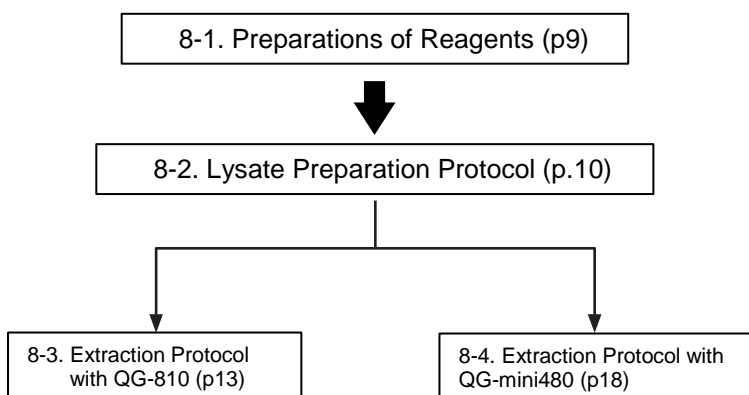 8-1. Preparations of Reagents (p9)
8-2. Lysate Preparation Protocol (p.10)
8-3. Extraction Protocol
with QG-810 (p13)
8-4. Extraction Protocol with
QG-mini480 (p18)